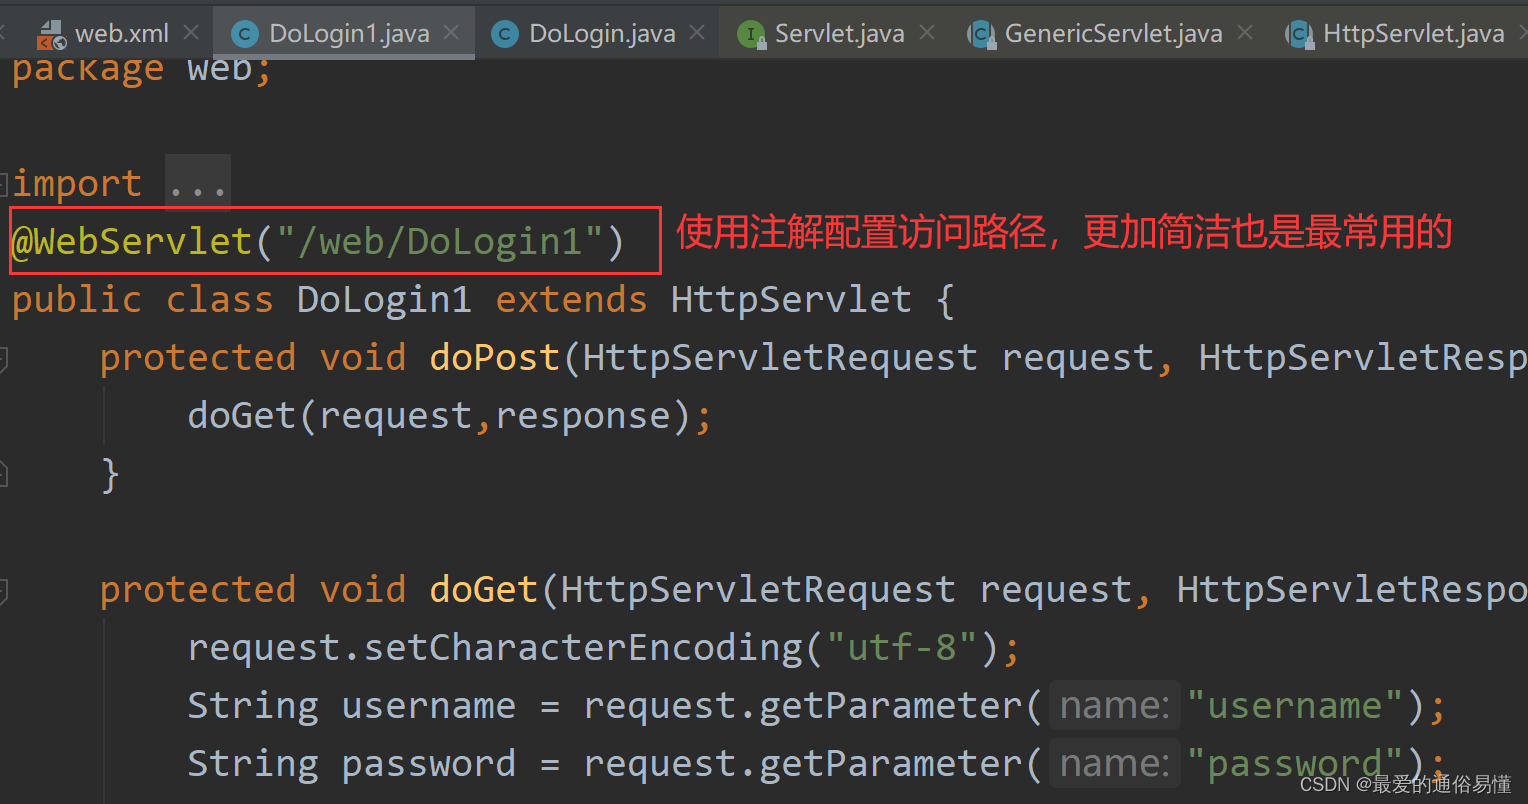 web.xml DoLogin1.java DoLogin.java Servlet.java GenericServlet.java HttpServlet.java
package web;
import ...
@WebServlet("/web/DoLogin1") 使用注解配置访问路径，更加简洁也是最常用的
public class DoLogin1 extends HttpServlet {
protected void doPost(HttpServletRequest request, HttpServletResp
doGet(request,response);
}
protected void doGet(HttpServletRequest request, HttpServletRespo
request.setCharacterEncoding("utf-8");
String username = request.getParameter( name: "username");
String password = request.getParameter( name: "password");
CSDN @最爱的通俗易懂